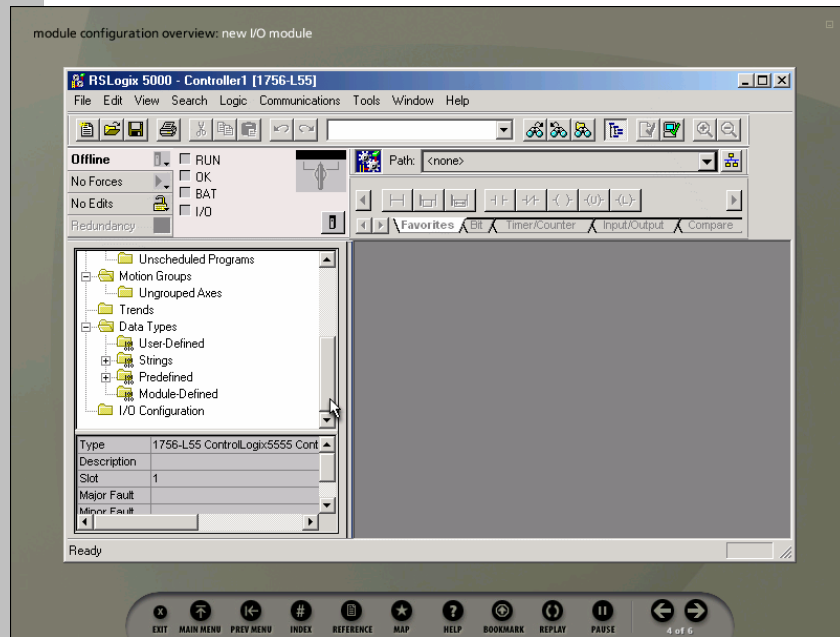 module configuration overview: new I/O module
RSLogix 5000 - Controller1 [1756-L55]
File Edit View Search Logic Communications Tools Window Help
Offline
RUN
No Forces
OK
BAT
No Edits
I/O
Redundancy
Path: <none>
Favorites Bit Timer/Counter Input/Output Compare
Unscheduled Programs
Motion Groups
Ungrouped Axes
Trends
Data Types
User-Defined
Strings
Predefined
Module-Defined
I/O Configuration
Type 1756-L55 ControlLogix5555 Cont
Description
Slot 1
Major Fault
Minor Fault
Ready
EXIT MAIN MENU PREV MENU INDEX REFERENCE MAP HELP BOOKMARK REPLAY PAUSE 4 of 6